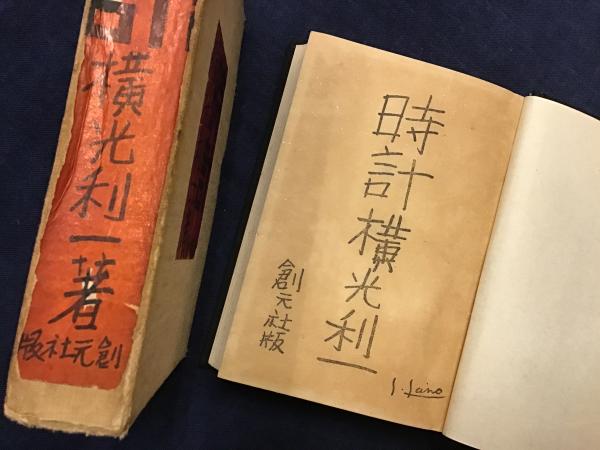 横光利一著
創元社版
時計横光利一
創元社版
S. Sano